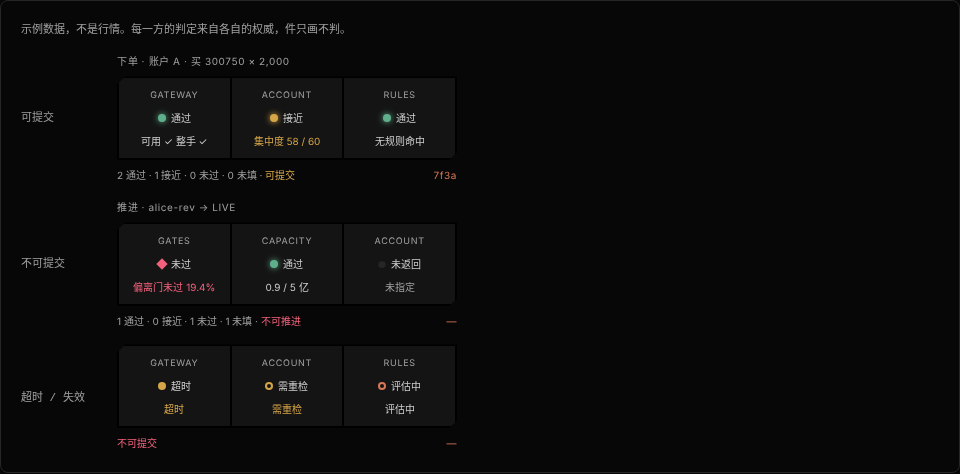 示例数据，不是行情。每一方的判定来自各自的权威，件只画不判。
下单 · 账户 A · 买 300750 × 2,000
可提交
GATEWAY ACCOUNT RULES
通过 接近 通过
可用 ✓ 整手 ✓ 集中度 58 / 60 无规则命中
2 通过 · 1 接近 · 0 未过 · 0 未填 · 可提交 7f3a
推进 · alice-rev → LIVE
不可提交
GATES CAPACITY ACCOUNT
未过 通过 未返回
偏离门未过 19.4% 0.9 / 5 亿 未指定
1 通过 · 0 接近 · 1 未过 · 1 未填 · 不可推进 —
超时 / 失效
GATEWAY ACCOUNT RULES
超时 需重检 评估中
超时 需重检 评估中
不可提交 —